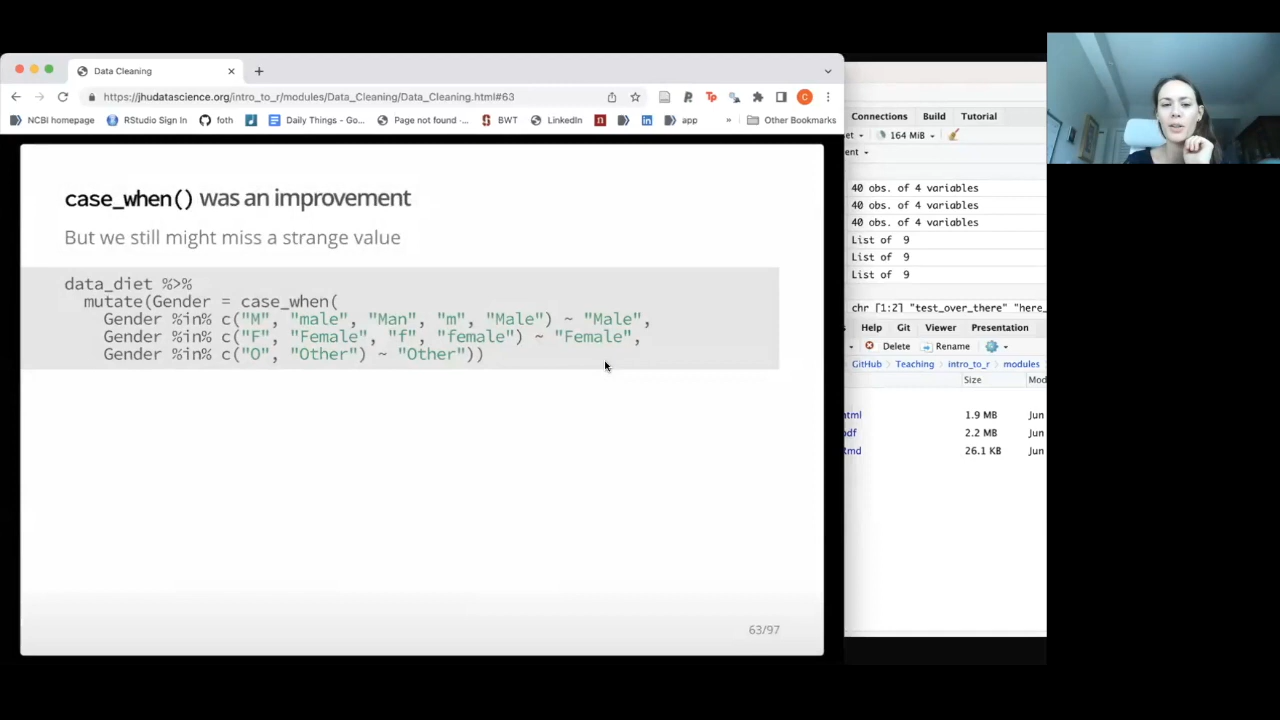 Data Cleaning
https://jhudatascience.org/intro_to_r/modules/Data_Cleaning/Data_Cleaning.html#63
NCBI homepage RStudio Sign In foth Daily Things - Go... Page not found -... BWT LinkedIn app » Other Bookmarks
case_when() was an improvement
But we still might miss a strange value
data_diet %>%
mutate(Gender = case_when(
Gender %in% c("M", "male", "Man", "m", "Male") ~ "Male",
Gender %in% c("F", "Female", "f", "female") ~ "Female",
Gender %in% c("O", "Other") ~ "Other"))
63/97
Connections Build Tutorial
164 MiB
40 obs. of 4 variables
40 obs. of 4 variables
40 obs. of 4 variables
List of 9
List of 9
List of 9
chr [1:2] "test_over_there" "here_
Help Git Viewer Presentation
Delete Rename
GitHub Teaching intro_to_r modules
Size Mod
html 1.9 MB Jun
pdf 2.2 MB Jun
Rmd 26.1 KB Jun